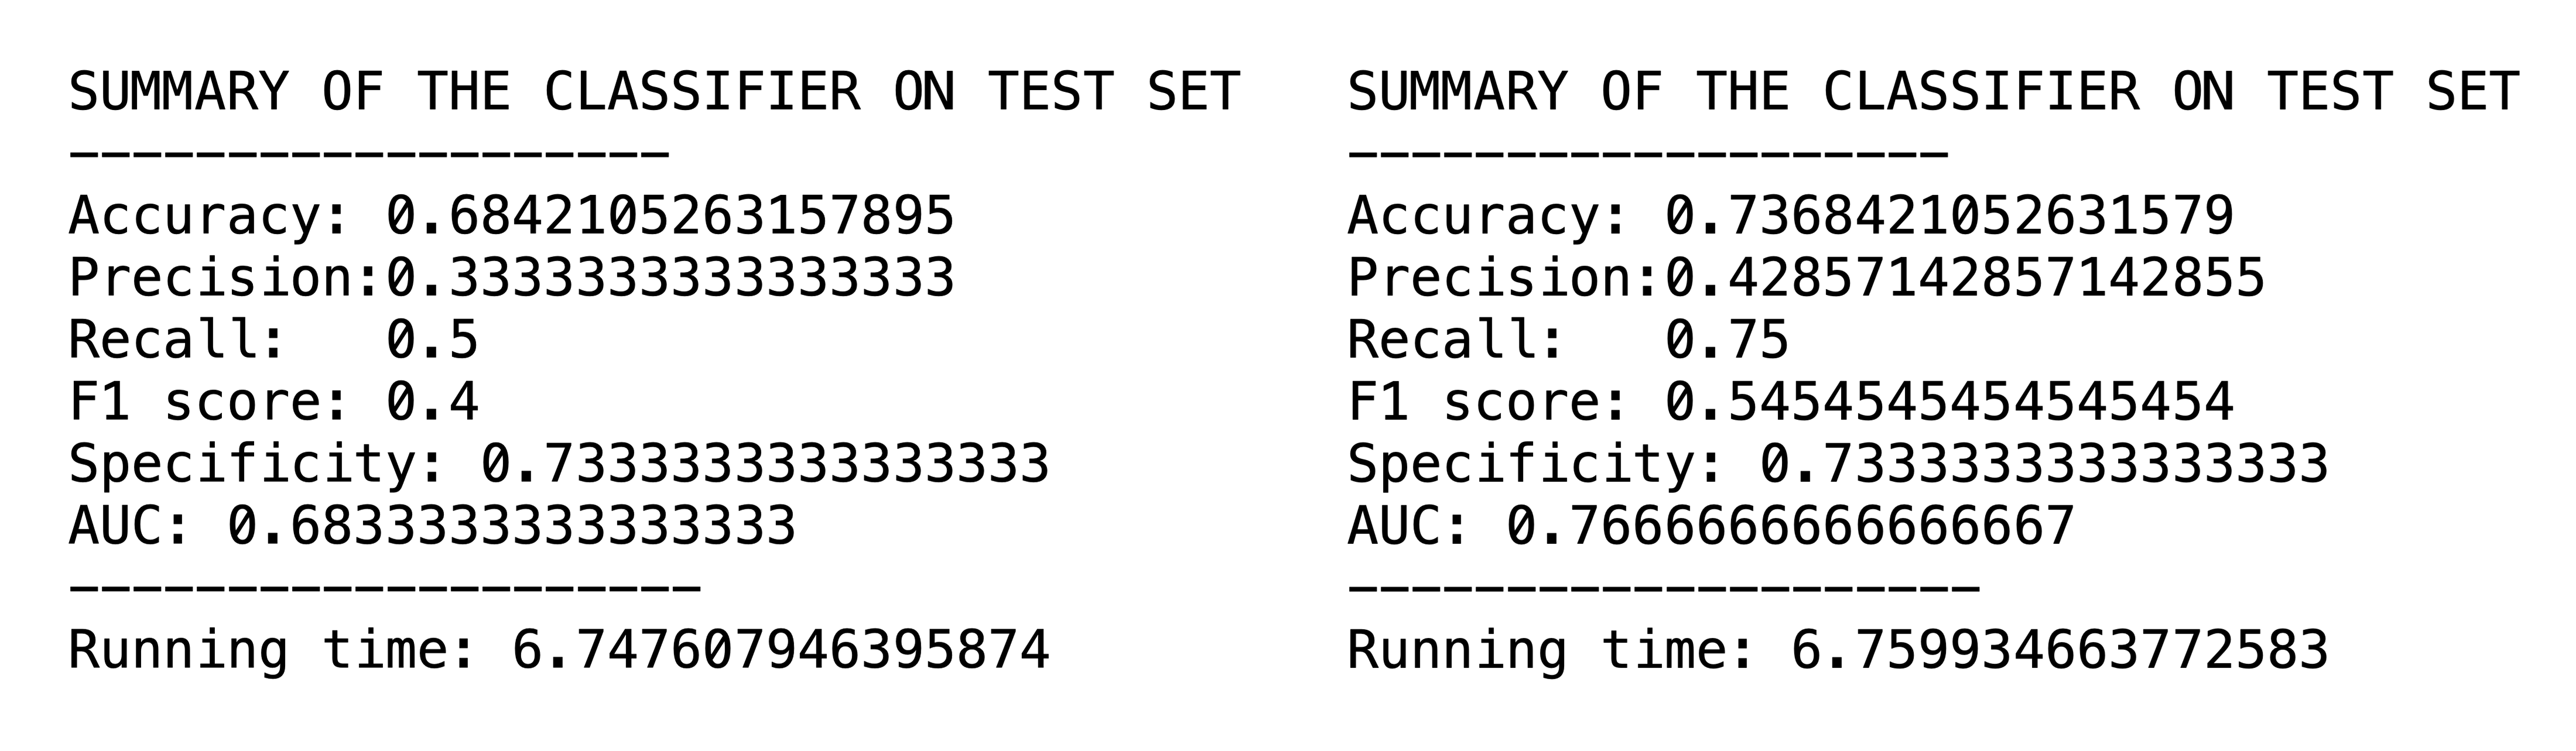 SUMMARY OF THE CLASSIFIER ON TEST SET
-------------------
Accuracy: 0.6842105263157895
Precision:0.3333333333333333
Recall:   0.5
F1 score: 0.4
Specificity: 0.7333333333333333
AUC: 0.6833333333333333
--------------------
Running time: 6.747607946395874
SUMMARY OF THE CLASSIFIER ON TEST SET
-------------------
Accuracy: 0.7368421052631579
Precision:0.42857142857142855
Recall:   0.75
F1 score: 0.5454545454545454
Specificity: 0.7333333333333333
AUC: 0.7666666666666667
--------------------
Running time: 6.759934663772583